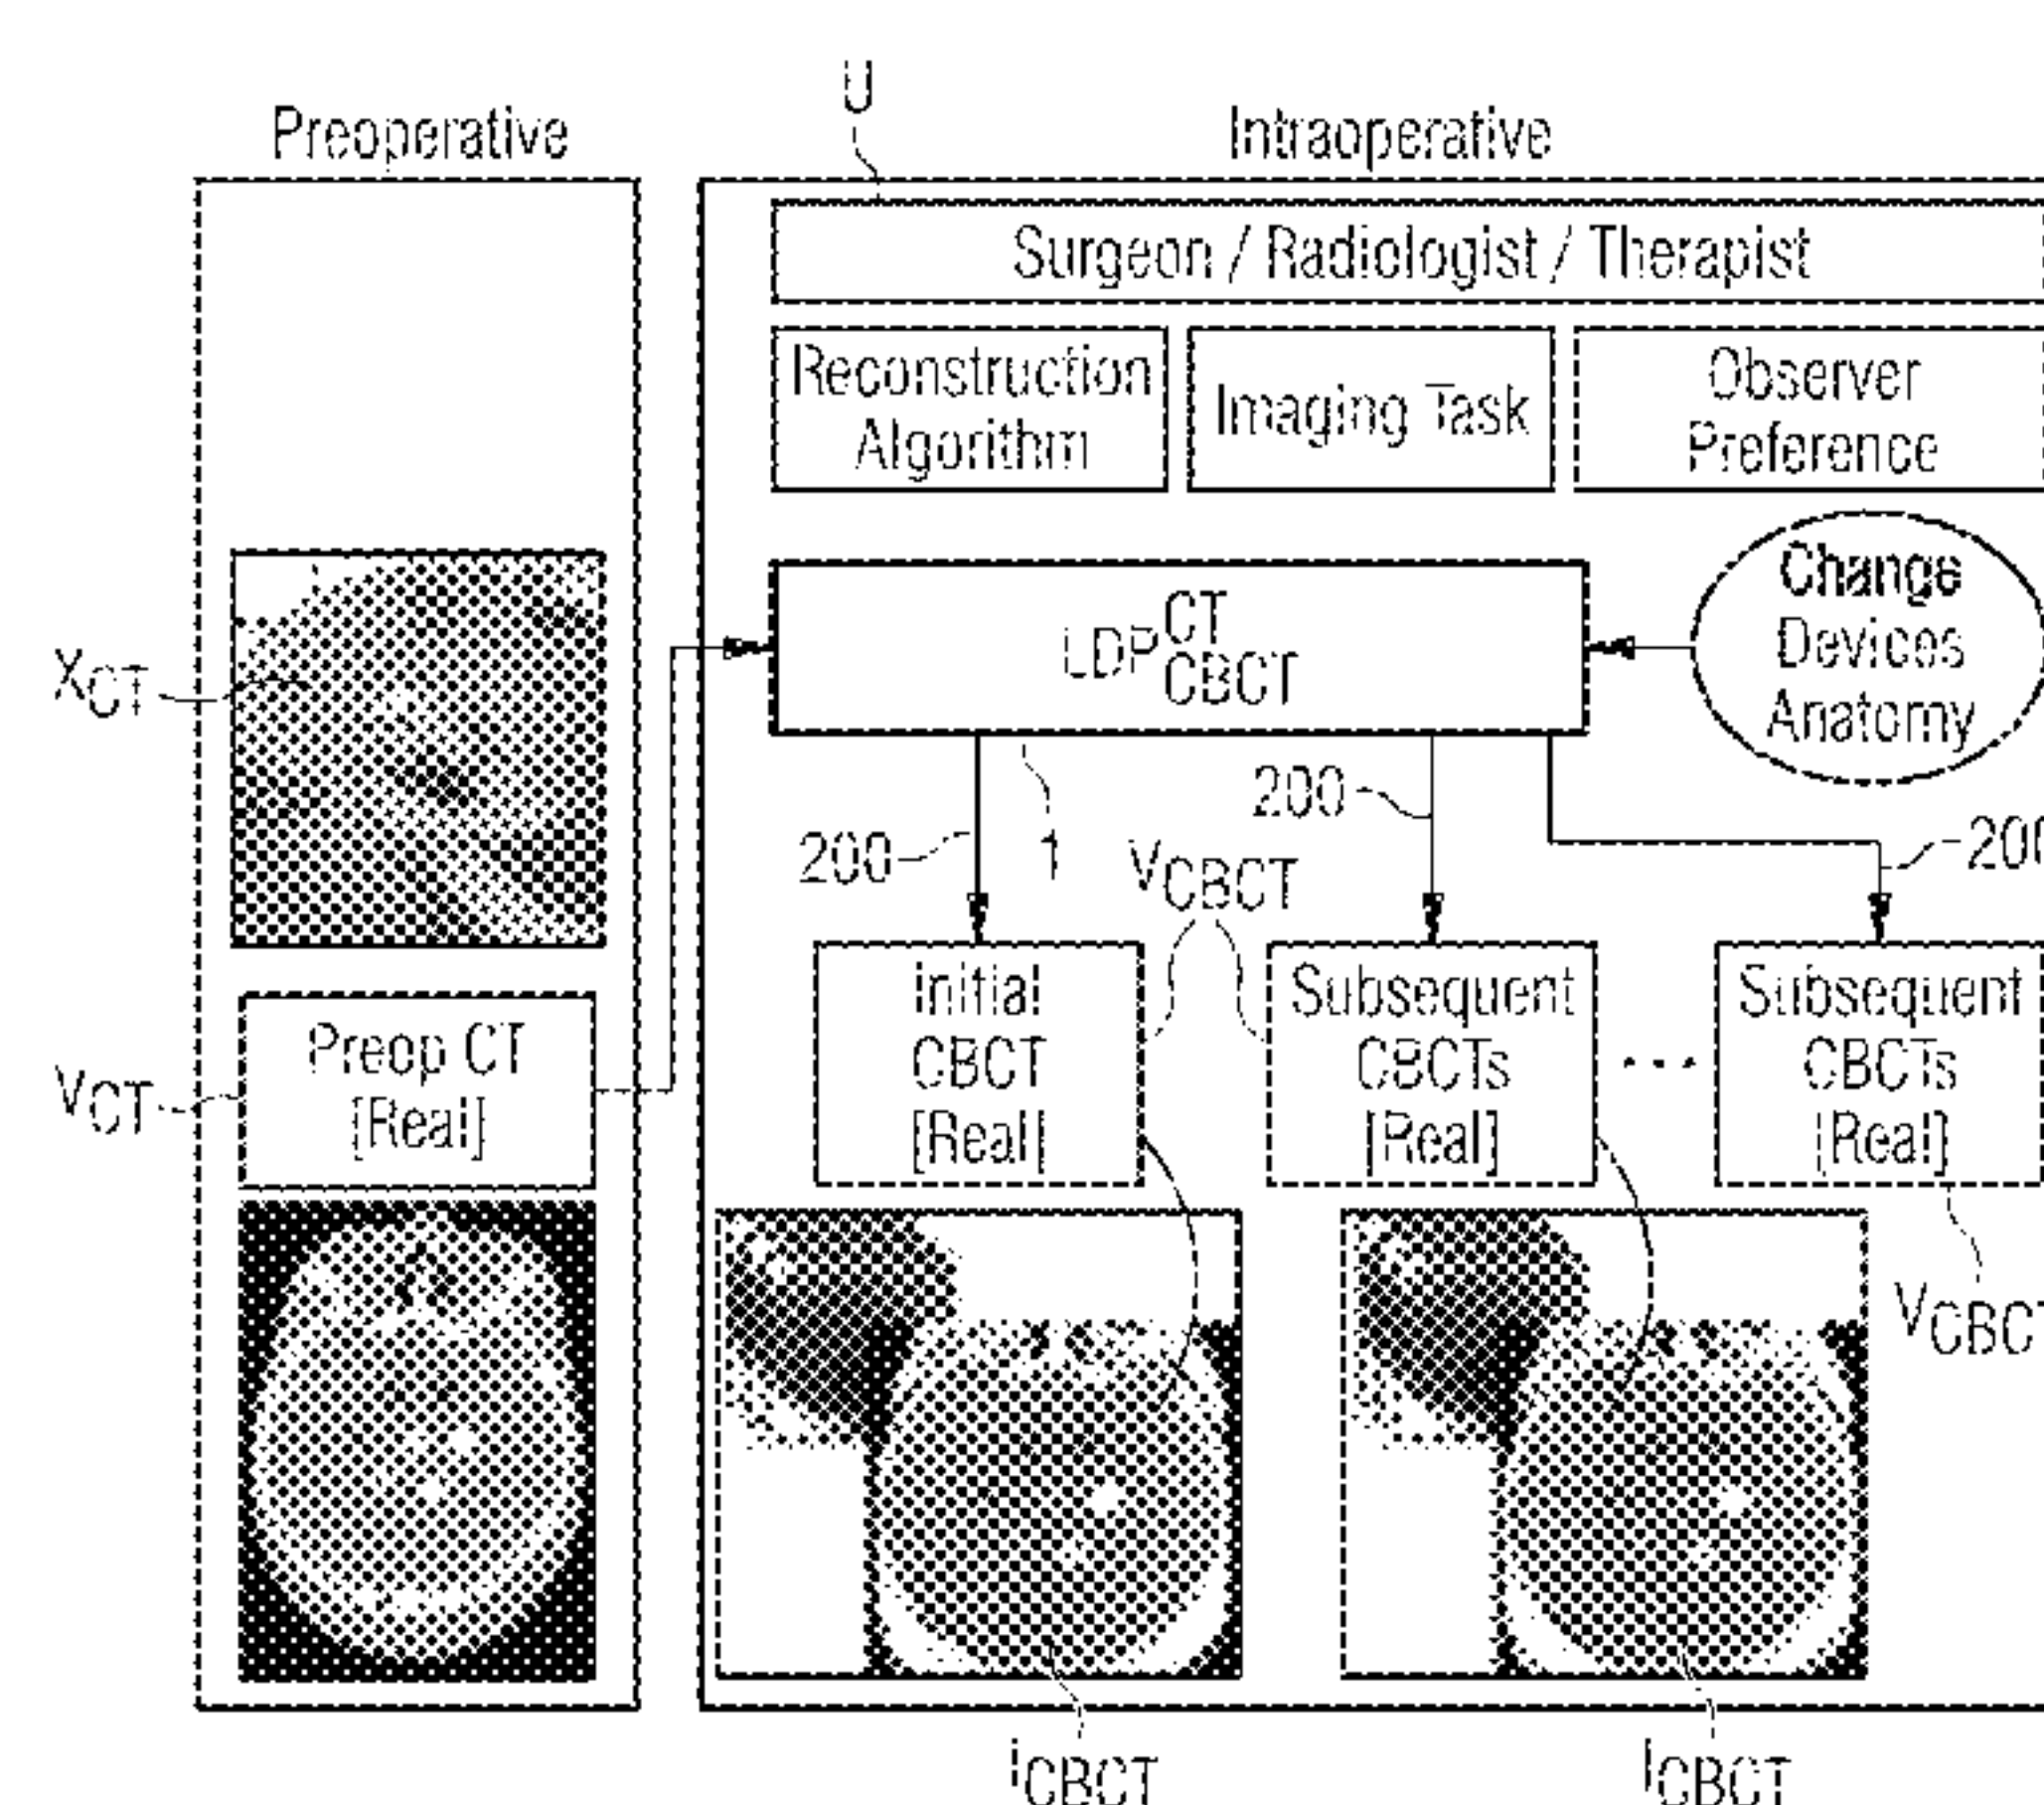 U
Preoperative
Intraoperative
Surgeon / Radiologist / Therapist
Reconstruction
Algorithm
Imaging Task
Observer
Preference
Change
Devices
Anatomy
LDP CT CBCT
XCT
200
1
200
200
VCBCT
Preop CT
[Real]
VCT
Initial
CBCT
[Real]
Subsequent
CBCTs
[Real]
...
Subsequent
CBCTs
[Real]
VCBCT
ICBCT
ICBCT